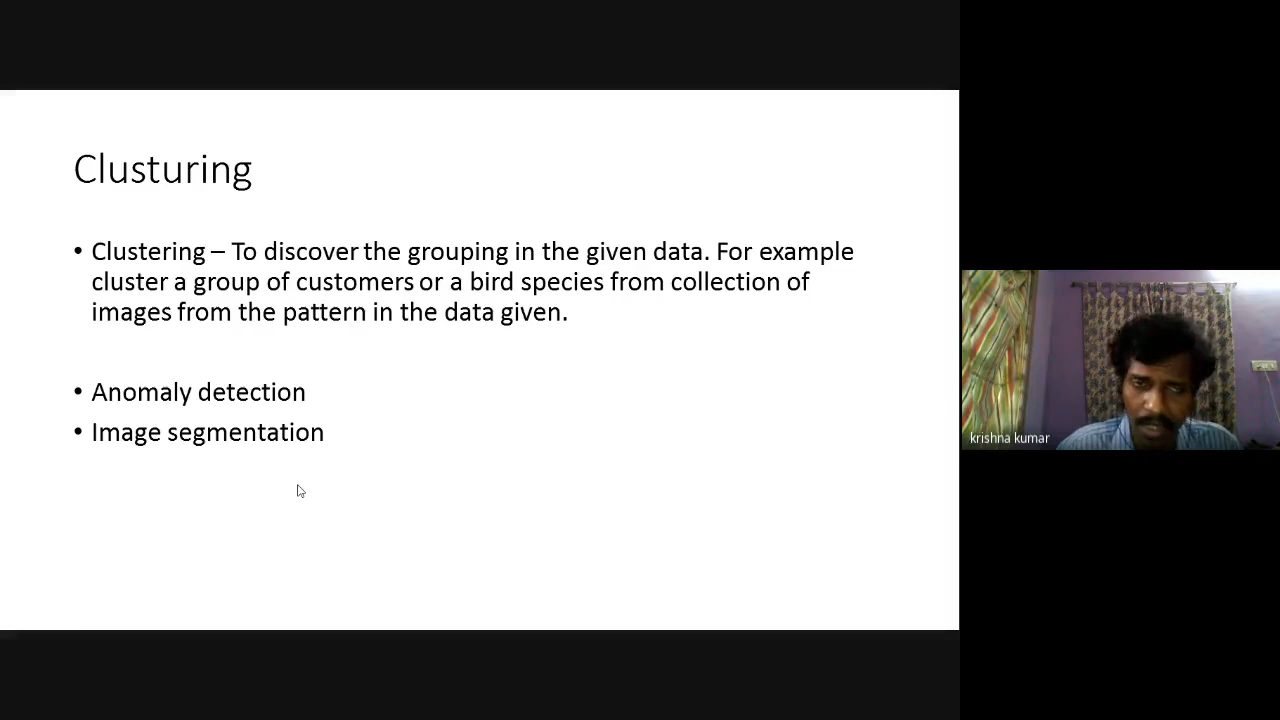 Clusturing
• Clustering – To discover the grouping in the given data. For example
cluster a group of customers or a bird species from collection of
images from the pattern in the data given.
• Anomaly detection
• Image segmentation
krishna kumar